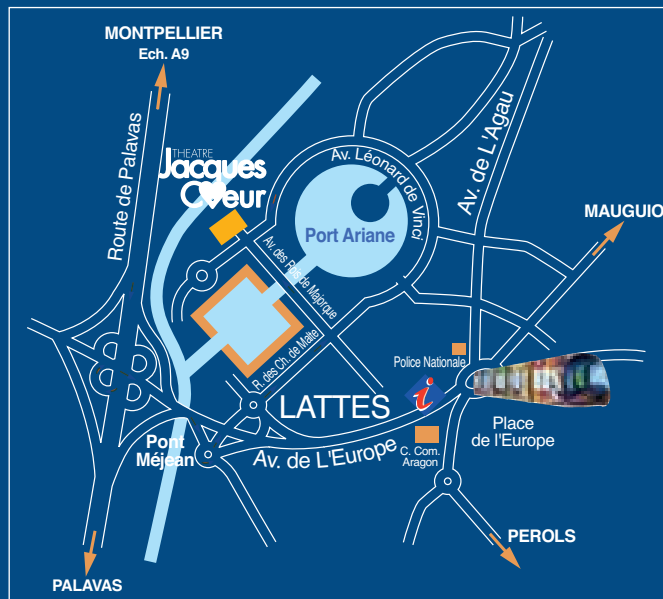 MONTPELLIER
Ech. A9
Route de Palavas
THEATRE
Jacques
Cœur
Av. Léonard de Vinci
Av. de L'Agau
MAUGUIO
Port Ariane
Av. des Rois de Majorque
R. des Ch. de Malte
Police Nationale
i
LATTES
Place
de l'Europe
Pont
Méjean
Av. de L'Europe
C. Com.
Aragon
PEROLS
PALAVAS